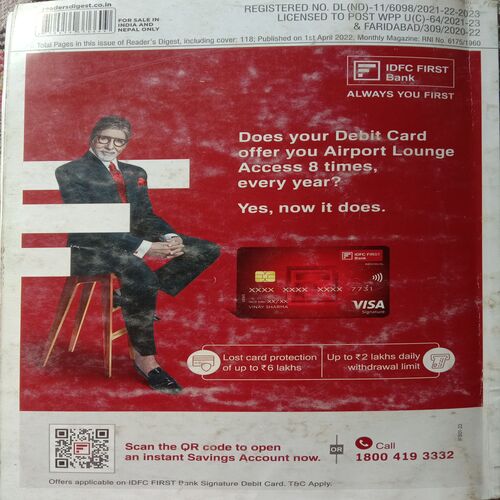 readersdigest.co.in
FOR SALE IN
INDIA AND
NEPAL ONLY
REGISTERED NO. DL(ND)-11/6098/2021-22-2023
LICENSED TO POST WPP U(C)-64/2021-23
& FARIDABAD/309/2020-22
Total Pages in this issue of Reader's Digest, including cover: 118; Published on 1st April 2022. Monthly Magazine: RNI No. 6175/1960
IDFC FIRST
Bank
ALWAYS YOU FIRST
Does your Debit Card
offer you Airport Lounge
Access 8 times,
every year?
Yes, now it does.
IDFC FIRST
Bank
XXXX XXXX XXXX 7731
XX/XX
VINAY SHARMA
VISA
Signature
Lost card protection
of up to ₹6 lakhs
Up to ₹2 lakhs daily
withdrawal limit
Scan the QR code to open
an instant Savings Account now.
OR
Call
1800 419 3332
Offers applicable on IDFC FIRST Bank Signature Debit Card. T&C Apply.